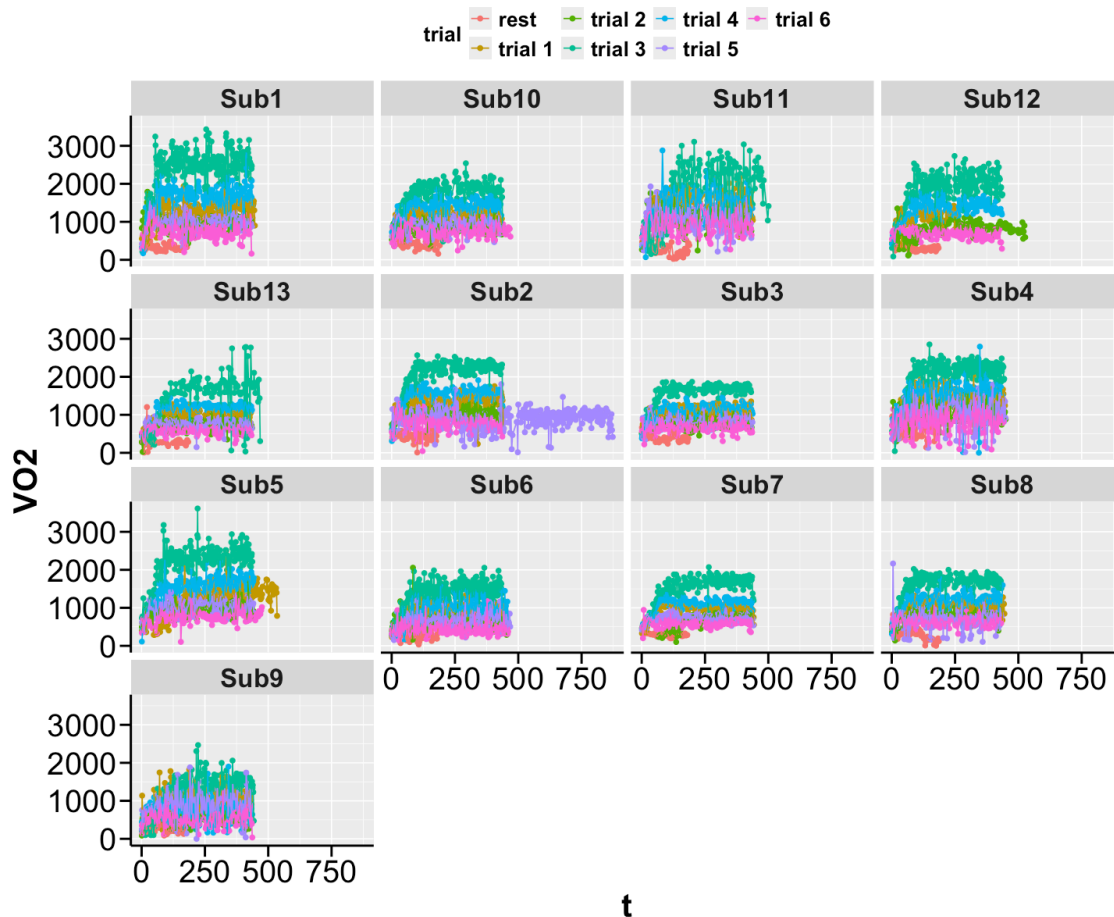 rest trial 2 trial 4 trial 6
trial
trial 1 trial 3 trial 5
Sub1 Sub10 Sub11 Sub12
3000
2000
1000
0
Sub13 Sub2 Sub3 Sub4
3000
2000
1000
0
VO2
Sub5 Sub6 Sub7 Sub8
3000
2000
1000
0
0 250 500 750 0 250 500 750 0 250 500 750
Sub9
3000
2000
1000
0
0 250 500 750
t